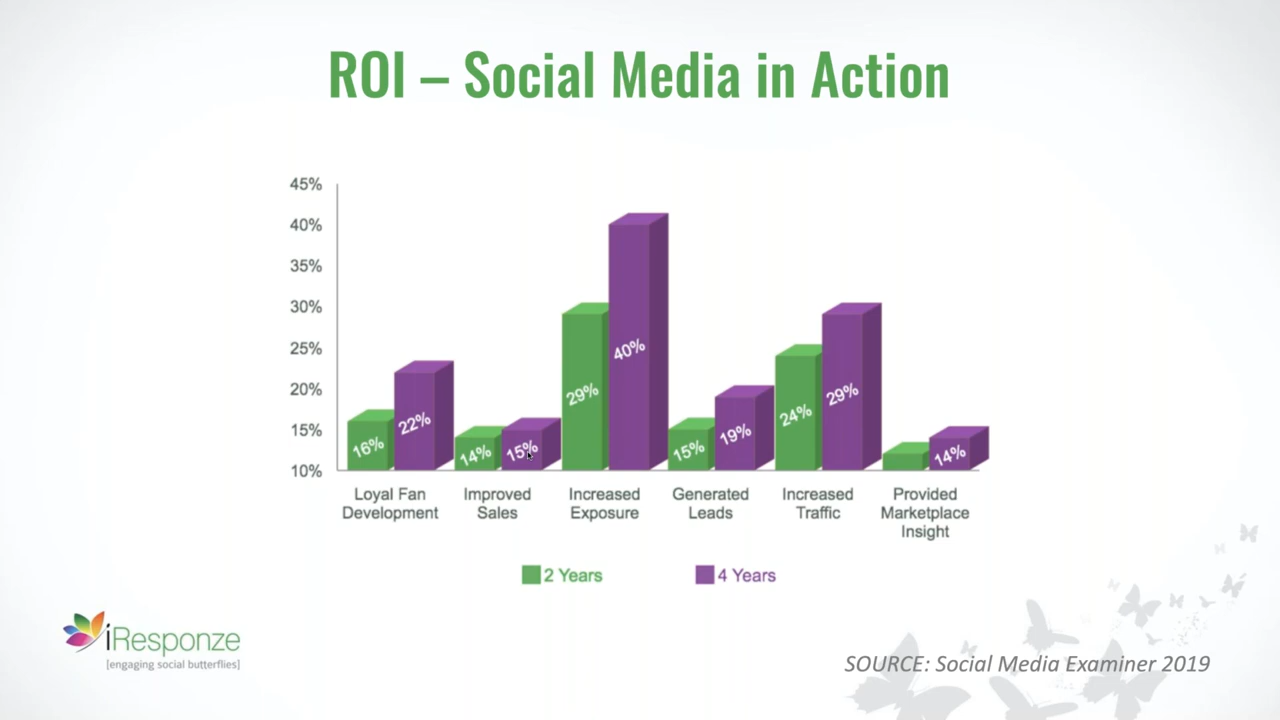 ROI – Social Media in Action
45%
40%
35%
30%
25%
20%
15%
10%
16%
22%
14%
15%
29%
40%
15%
19%
24%
29%
14%
Loyal Fan
Development
Improved
Sales
Increased
Exposure
Generated
Leads
Increased
Traffic
Provided
Marketplace
Insight
2 Years
4 Years
iResponze
[engaging social butterflies]
SOURCE: Social Media Examiner 2019